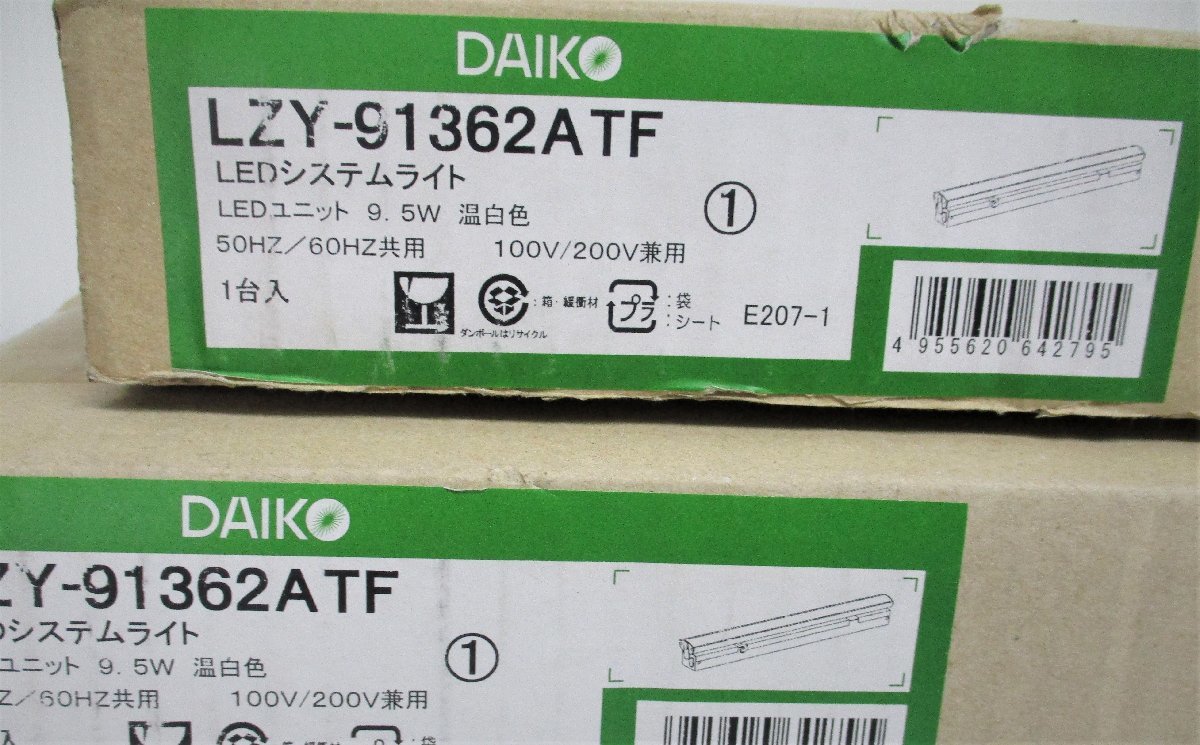 DAIKO
LZY-91362ATF
LEDシステムライト
LEDユニット 9.5W 温白色
①
50HZ/60HZ共用 100V/200V兼用
1台入
:箱・緩衝材
ダンボールはリサイクル
プラ
:袋
:シート
E207-1
4 955620 642795
DAIKO
ZY-91362ATF
Dシステムライト
ユニット 9.5W 温白色
①
Z/60HZ共用 100V/200V兼用
入
:袋